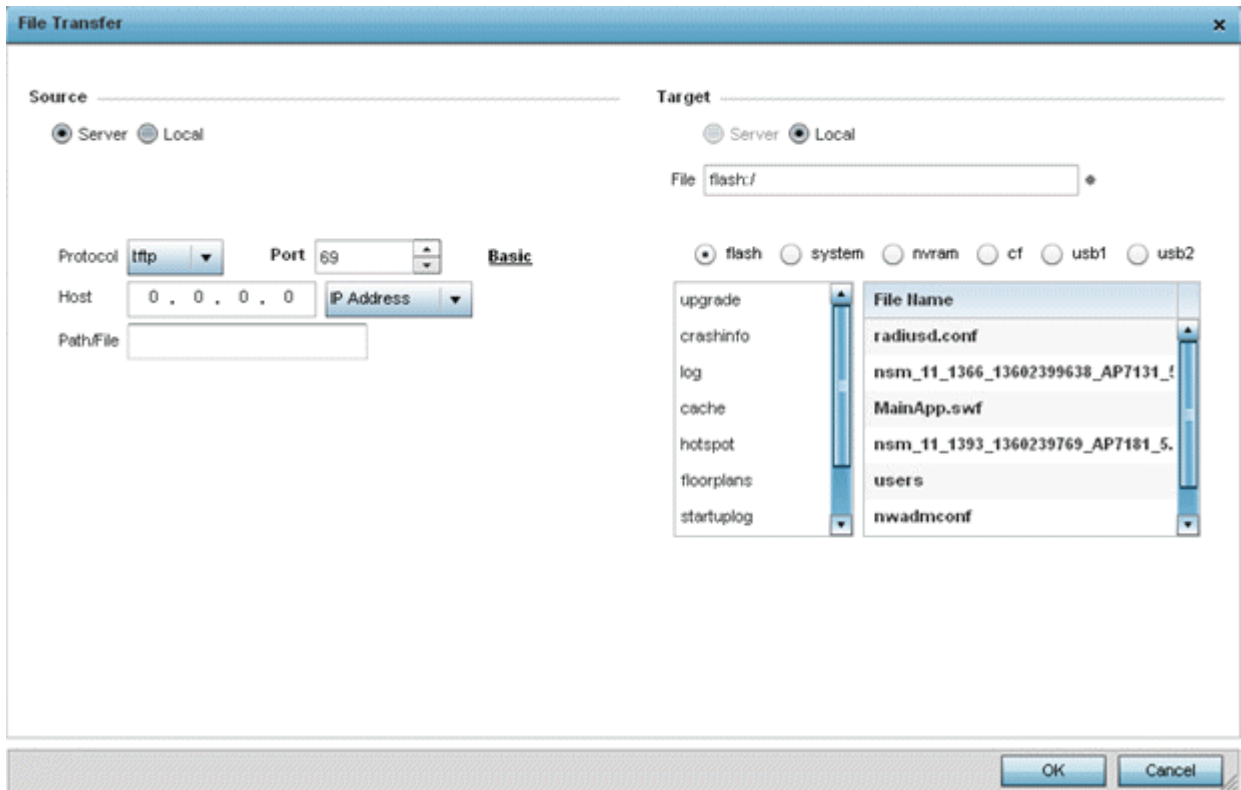 File Transfer
Source
Server Local
Protocol tftp Port 69 Basic
Host 0 . 0 . 0 . 0 IP Address
Path/File
Target
Server Local
File flash:/
flash system nvram cf usb1 usb2
upgrade
crashinfo
log
cache
hotspot
floorplans
startuplog
File Name
radiusd.conf
nsm_11_1366_13602399638_AP7131_5
MainApp.swf
nsm_11_1393_1360239769_AP7181_5.
users
nwadmconf
OK Cancel